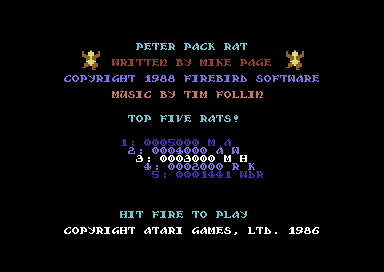 PETER PACK RAT
WRITTEN BY MIKE PAGE
COPYRIGHT 1988 FIREBIRD SOFTWARE
MUSIC BY TIM FOLLIN
TOP FIVE RATS!
1: 0005000 M A
2: 0004000 A W
3: 0003000 M H
4: 0002000 R K
5: 0001441 WDR
HIT FIRE TO PLAY
COPYRIGHT ATARI GAMES, LTD. 1986